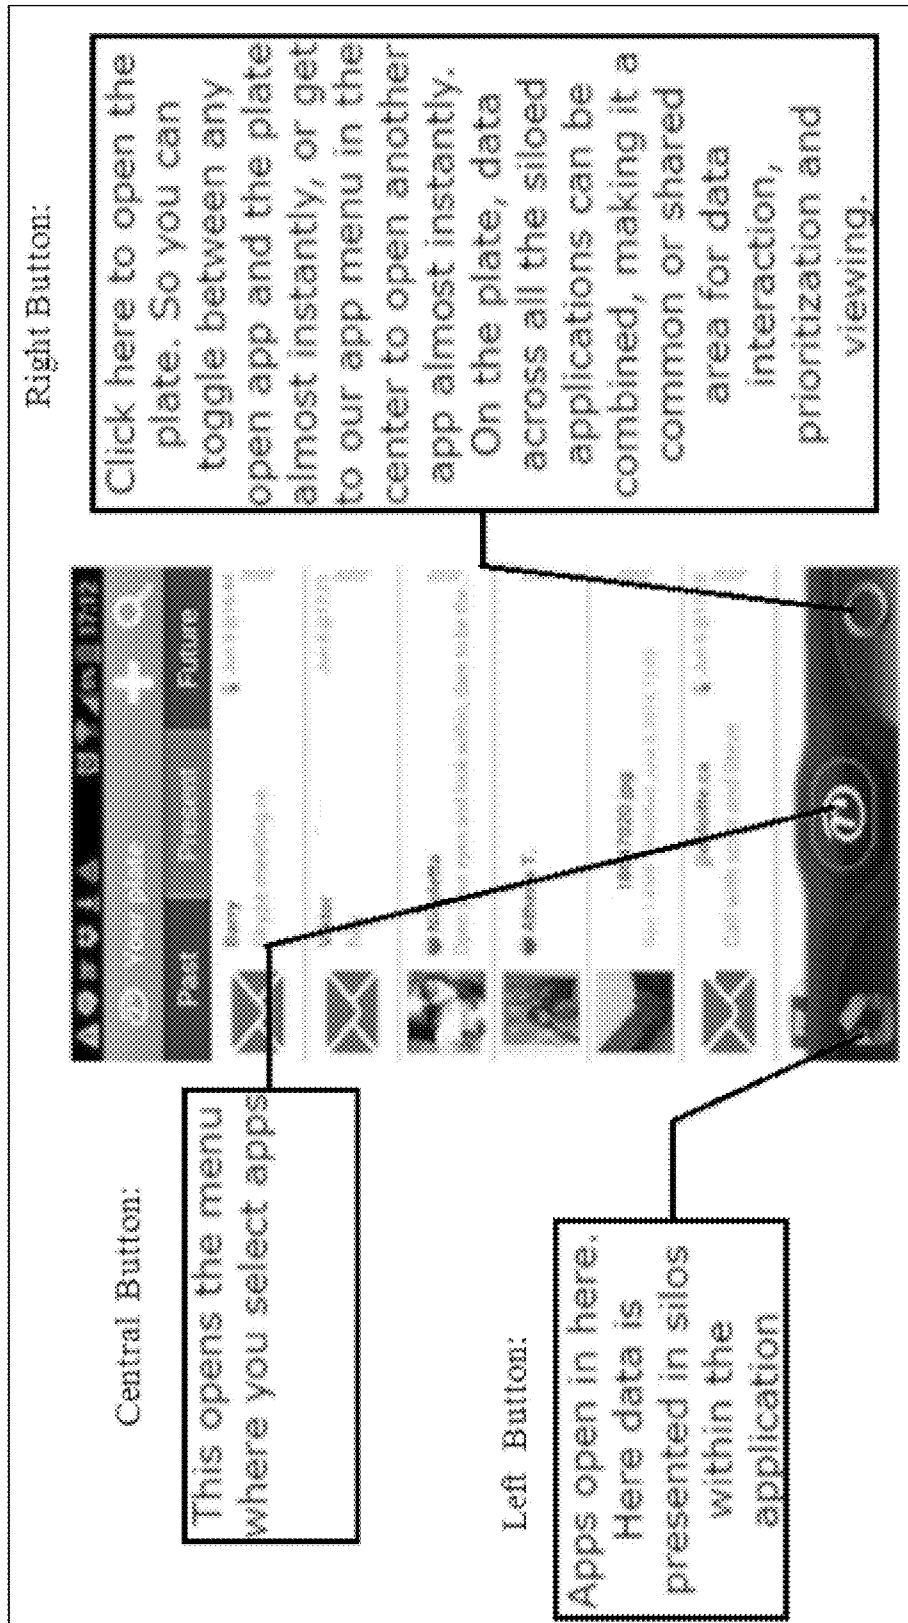 Central Button:
This opens the menu
where you select apps
Left Button:
Apps open in here.
Here data is
presented in silos
within the
application
Past
Present
Future
Right Button:
Click here to open the
plate. So you can
toggle between any
open app and the plate
almost instantly, or get
to our app menu in the
center to open another
app almost instantly.
On the plate, data
across all the siloed
applications can be
combined, making it a
common or shared
area for data
interaction,
prioritization and
viewing.